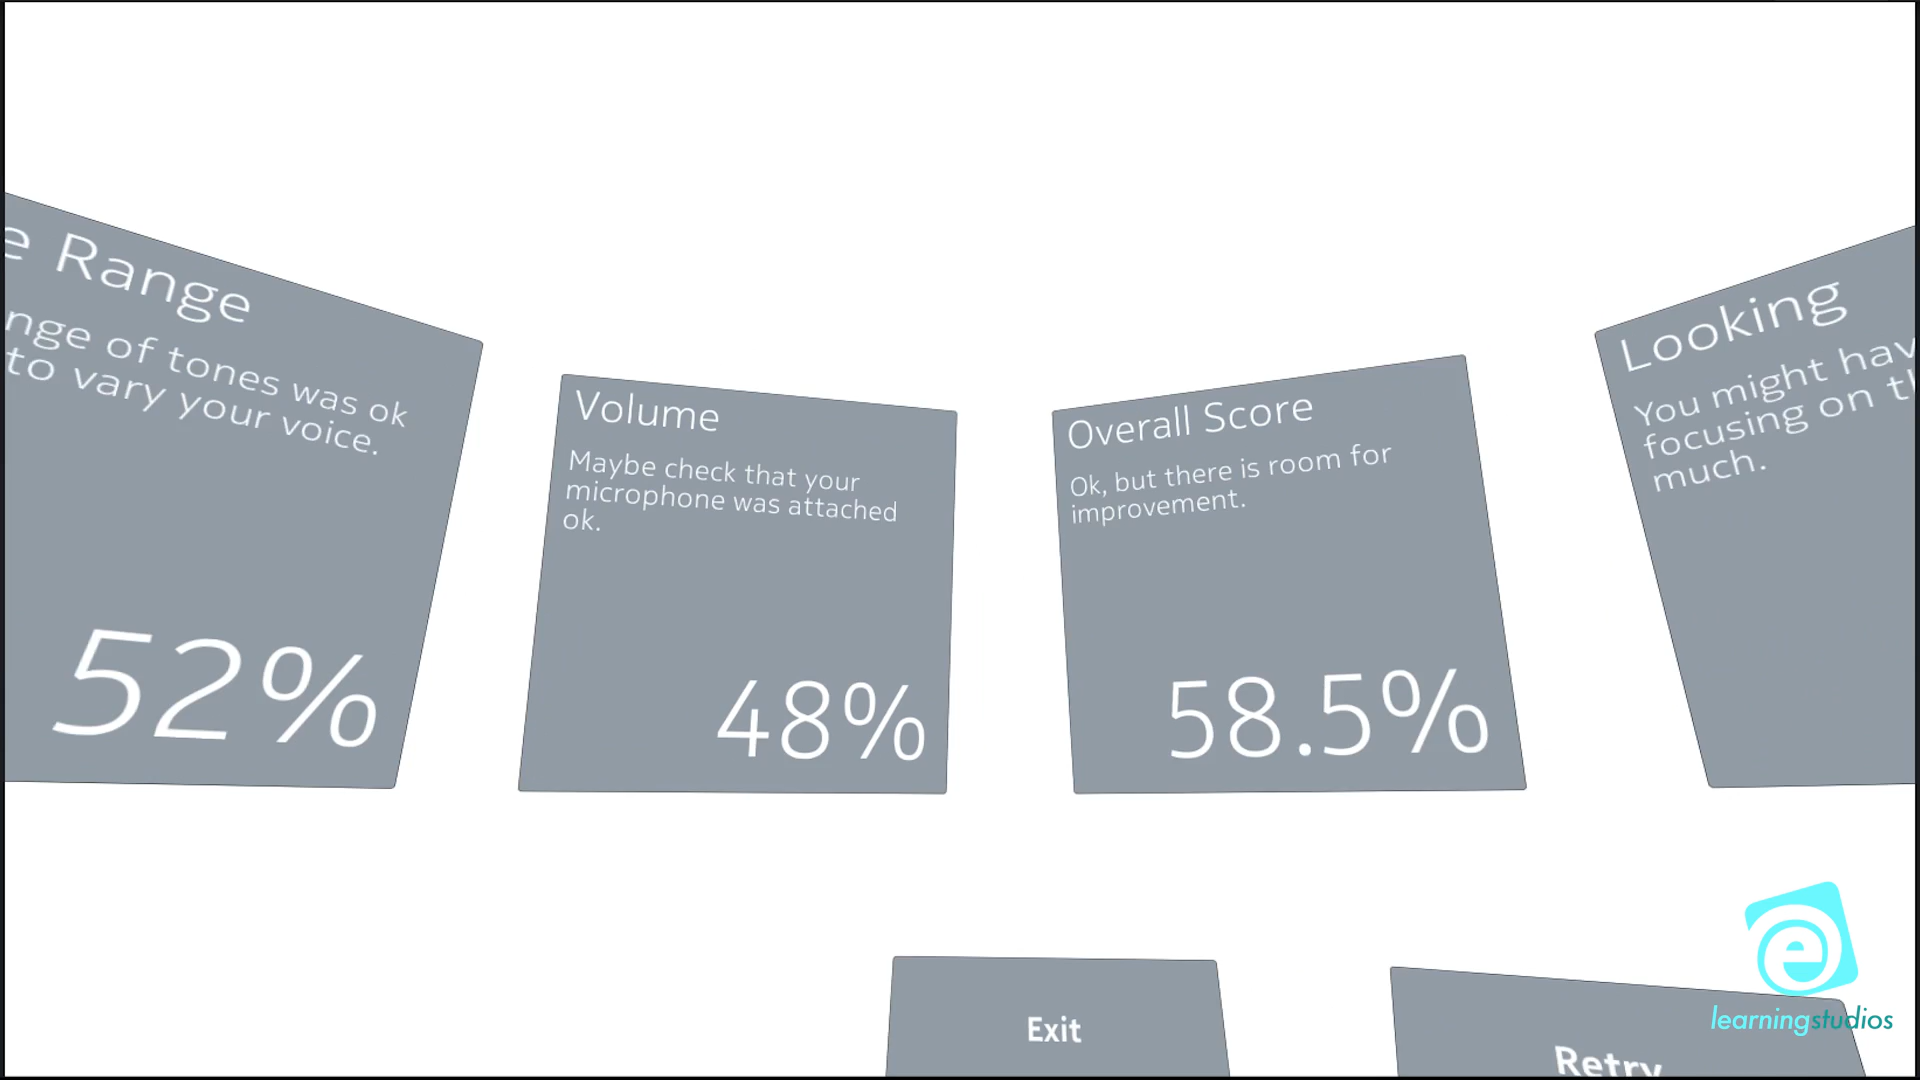 Range
of tones was ok
to vary your voice.
52%
Volume
Maybe check that your
microphone was attached
ok.
48%
Overall Score
Ok, but there is room for
improvement.
58.5%
Looking
You might
focusing on
much.
Exit
Retry
e
learningstudios